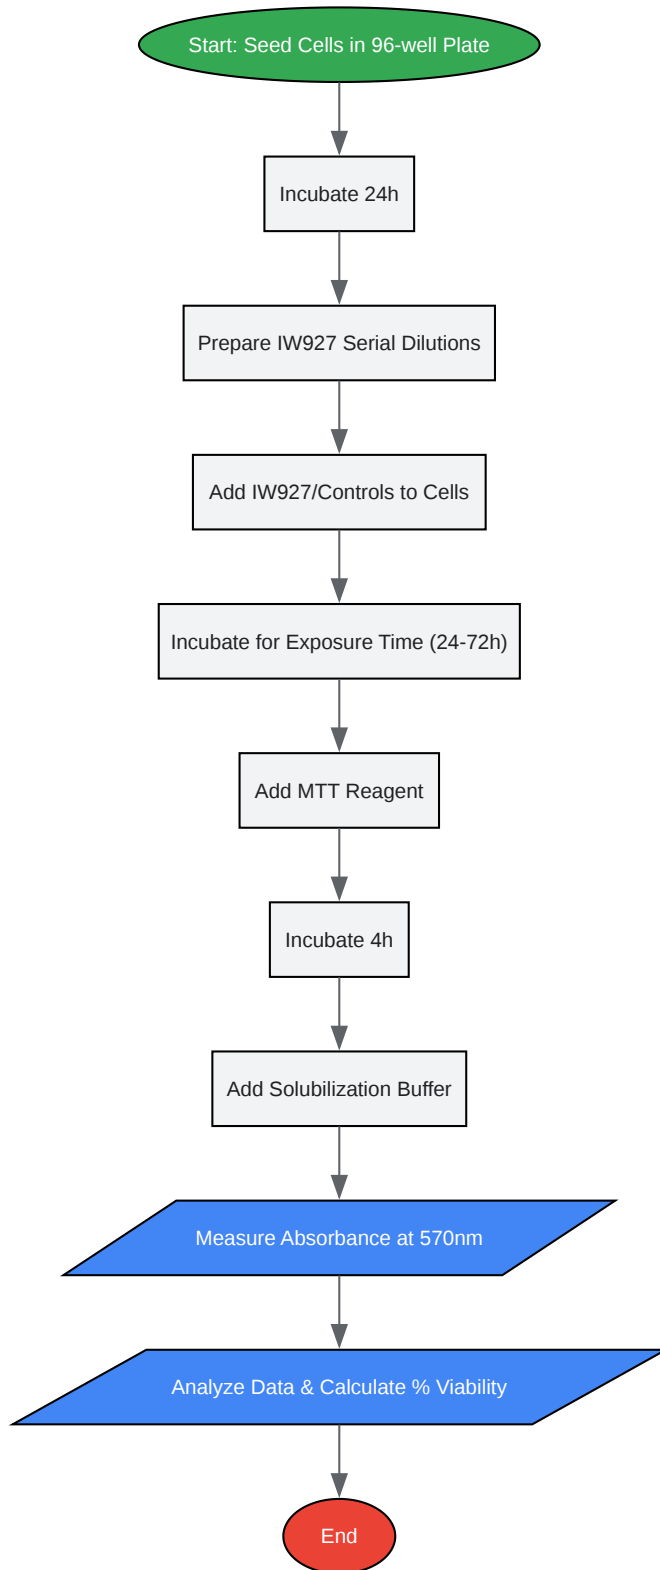 Start: Seed Cells in 96-well Plate
Incubate 24h
Prepare IW927 Serial Dilutions
Add IW927/Controls to Cells
Incubate for Exposure Time (24-72h)
Add MTT Reagent
Incubate 4h
Add Solubilization Buffer
Measure Absorbance at 570nm
Analyze Data & Calculate % Viability
End